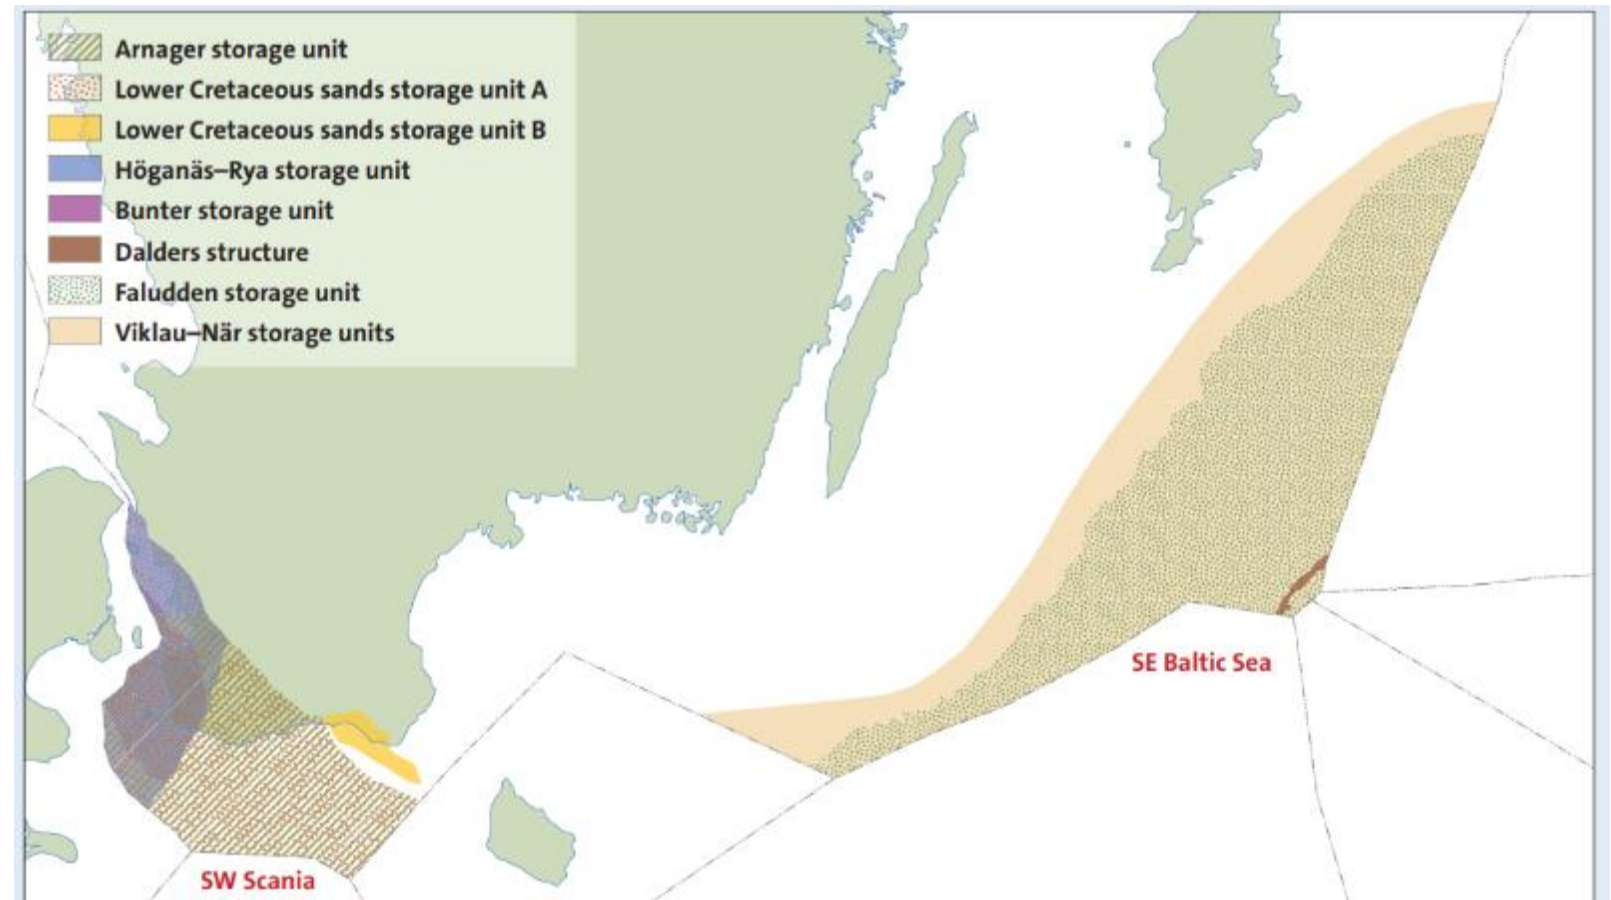 Arnager storage unit
Lower Cretaceous sands storage unit A
Lower Cretaceous sands storage unit B
Höganäs–Rya storage unit
Bunter storage unit
Dalders structure
Faludden storage unit
Viklau–När storage units
SE Baltic Sea
SW Scania